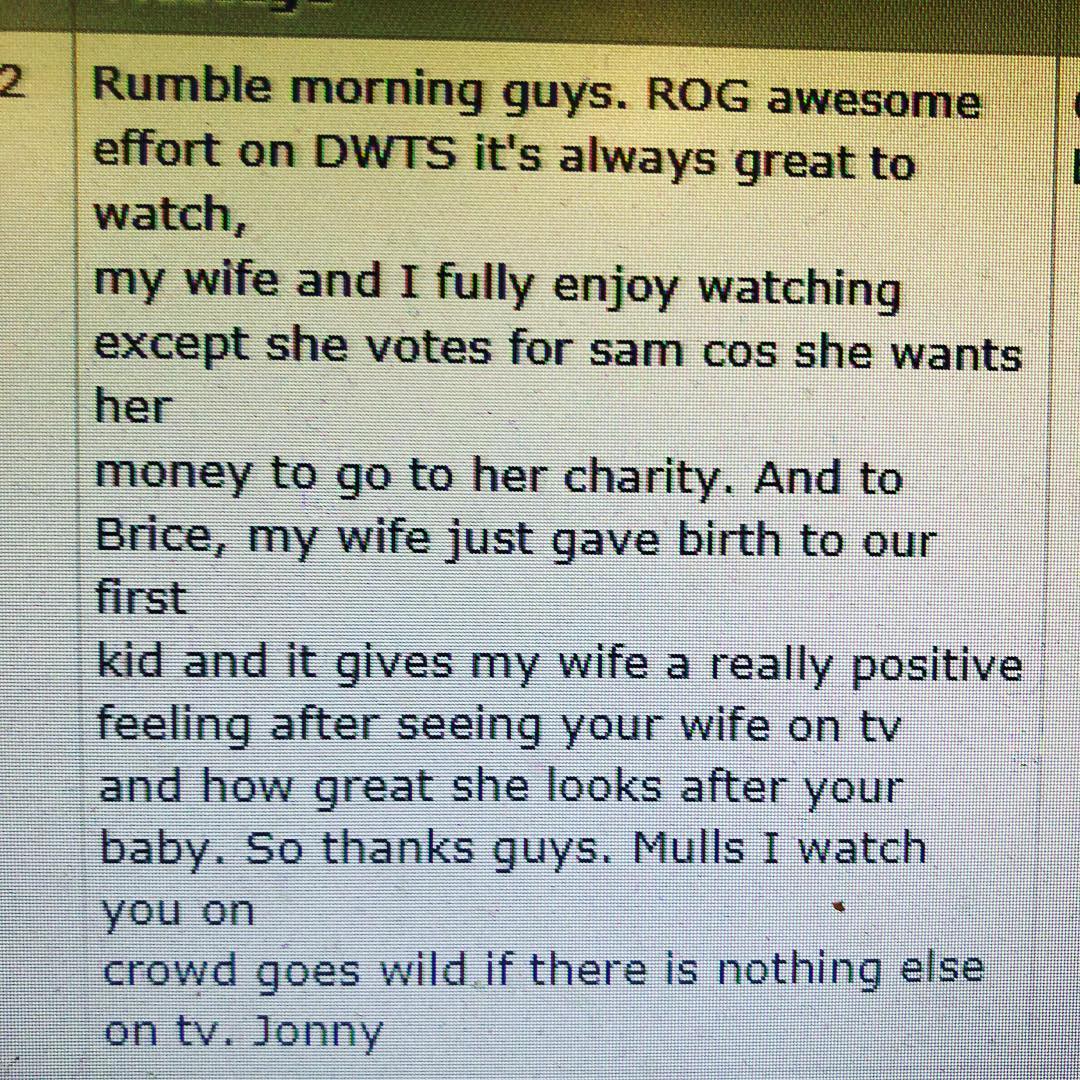 2
Rumble morning guys. ROG awesome
effort on DWTS it's always great to
watch,
my wife and I fully enjoy watching
except she votes for sam cos she wants
her
money to go to her charity. And to
Brice, my wife just gave birth to our
first
kid and it gives my wife a really positive
feeling after seeing your wife on tv
and how great she looks after your
baby. So thanks guys. Mulls I watch
you on
crowd goes wild if there is nothing else
on tv. Jonny